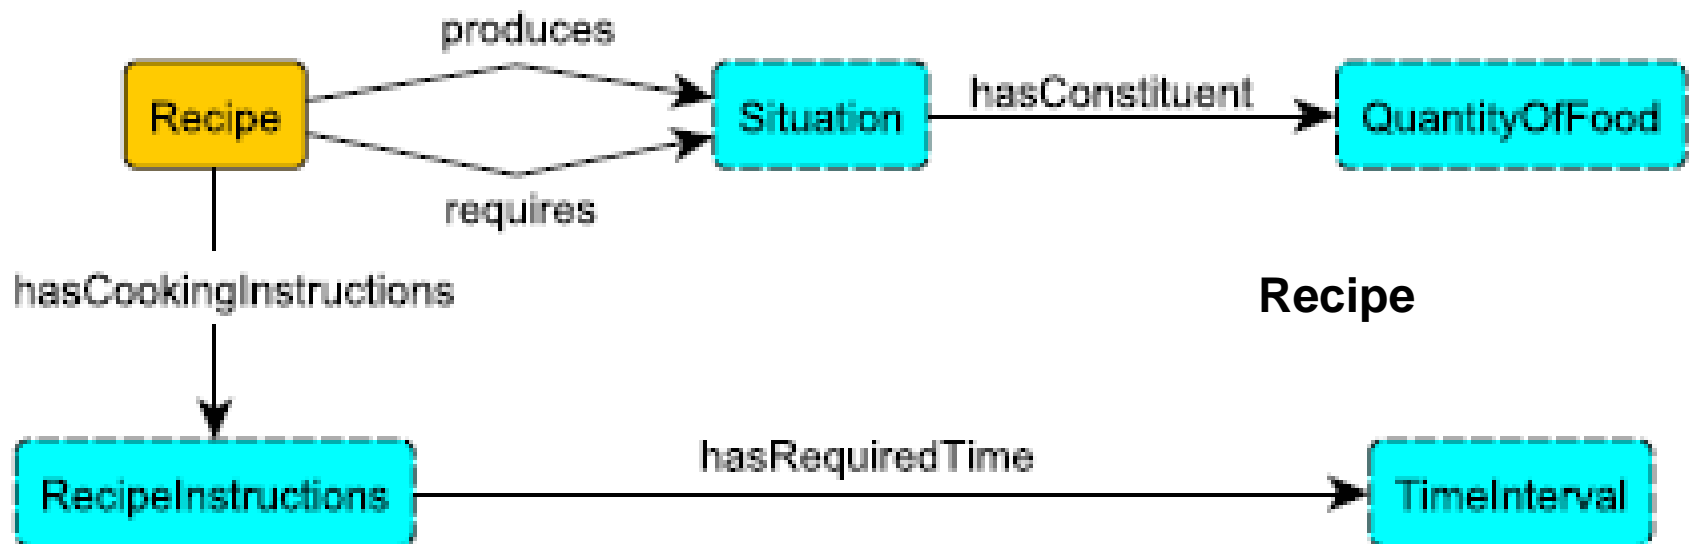 produces
Recipe
Situation
hasConstituent
QuantityOfFood
requires
hasCookingInstructions
Recipe
RecipeInstructions
hasRequiredTime
TimeInterval